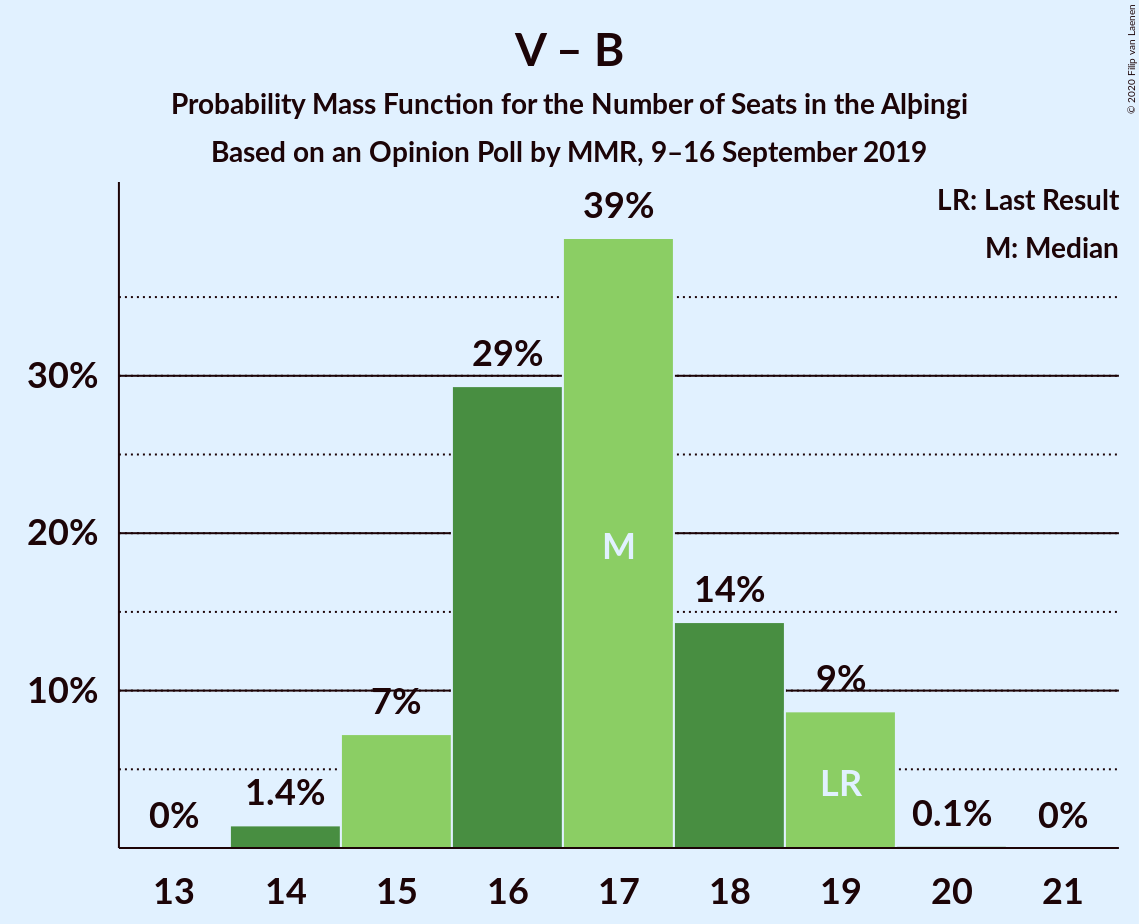 V – B
Probability Mass Function for the Number of Seats in the Alþingi
Based on an Opinion Poll by MMR, 9–16 September 2019
© 2020 Filip van Laenen
LR: Last Result
M: Median
39%
29%
30%
M
20%
14%
9%
10%
7%
LR
1.4%
0%
0.1%
0%
13 14 15 16 17 18 19 20 21